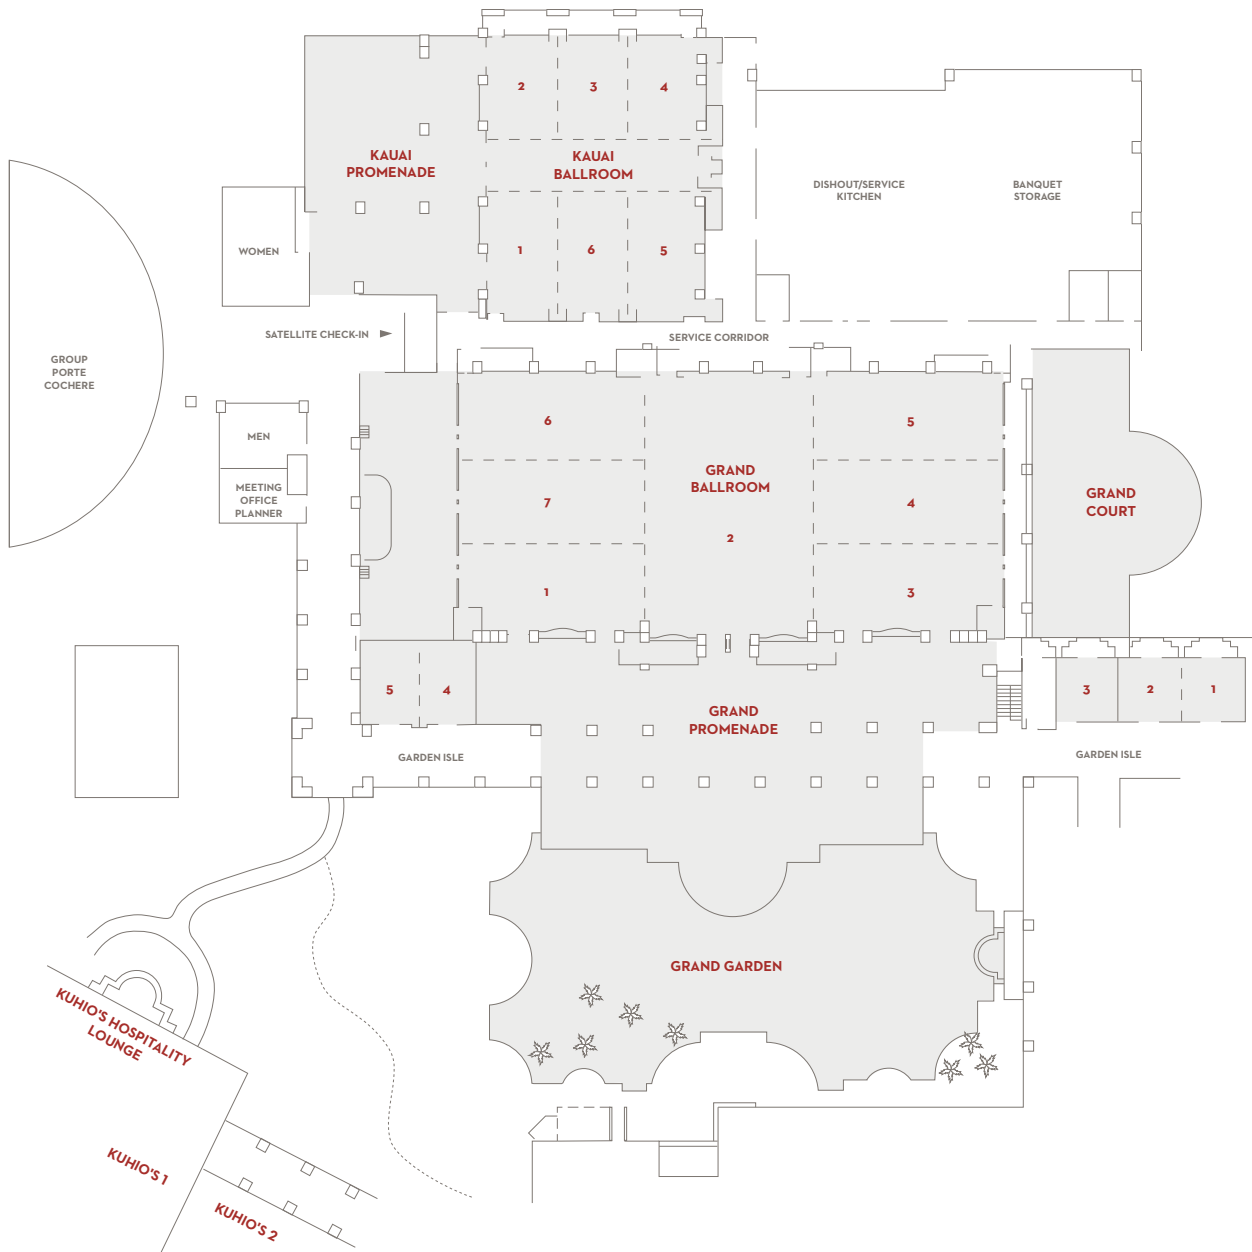 2
3
4
KAUAI
PROMENADE
KAUAI
BALLROOM
DISHOUT/SERVICE
KITCHEN
BANQUET
STORAGE
WOMEN
1
6
5
SATELLITE CHECK-IN
SERVICE CORRIDOR
GROUP
PORTE
COCHERE
MEN
MEETING
OFFICE
PLANNER
6
5
GRAND
BALLROOM
7
4
2
1
3
GRAND
COURT
5
4
GRAND
PROMENADE
3
2
1
GARDEN ISLE
GARDEN ISLE
GRAND GARDEN
KUHIO'S HOSPITALITY
LOUNGE
KUHIO'S 1
KUHIO'S 2